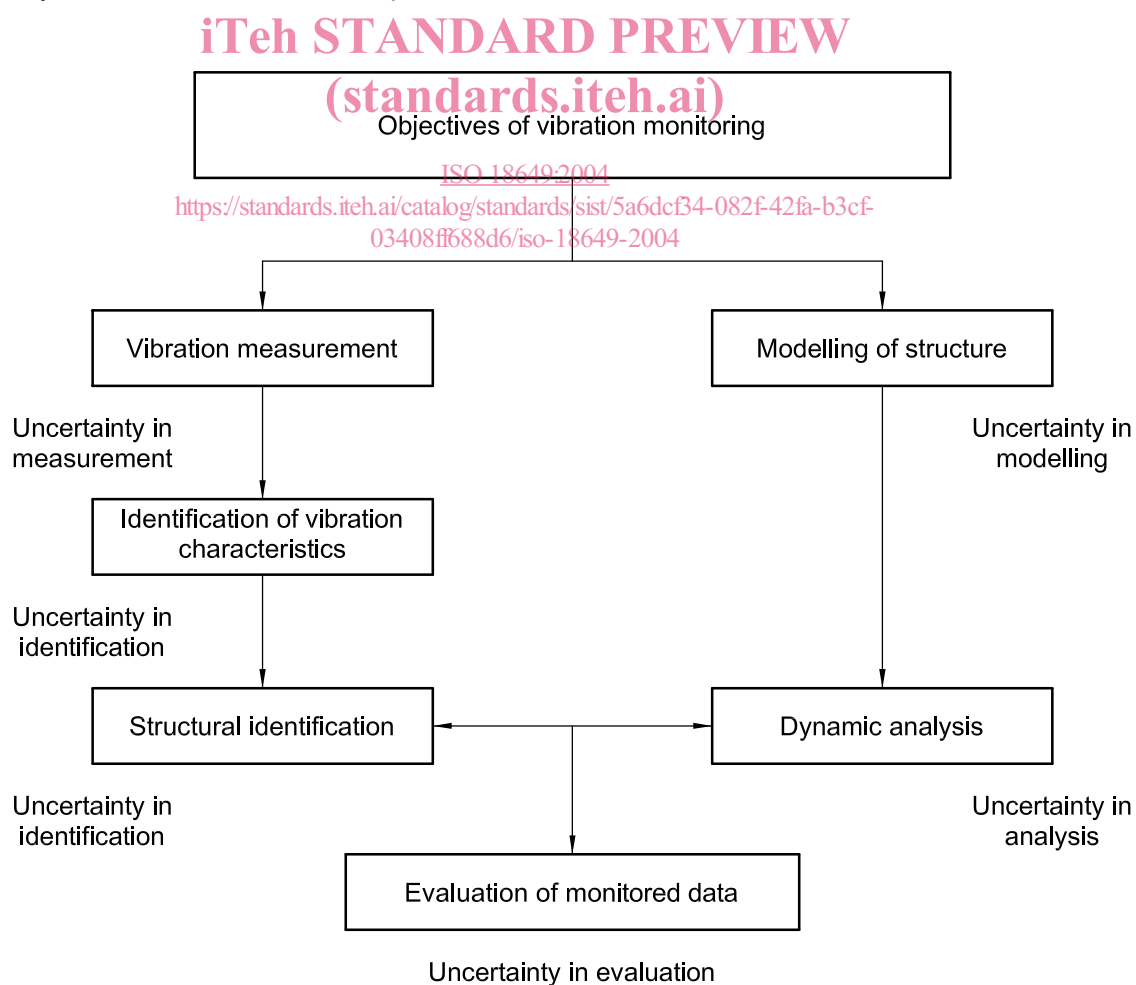 iTeh STANDARD PREVIEW
(standards.iteh.ai)
Objectives of vibration monitoring
ISO 18649:2004
https://standards.iteh.ai/catalog/standards/sist/5a6dcf34-082f-42fa-b3cf-
03408ff688d6/iso-18649-2004
Vibration measurement
Modelling of structure
Uncertainty in
measurement
Uncertainty in
modelling
Identification of vibration
characteristics
Uncertainty in
identification
Structural identification
Dynamic analysis
Uncertainty in
identification
Uncertainty in
analysis
Evaluation of monitored data
Uncertainty in evaluation